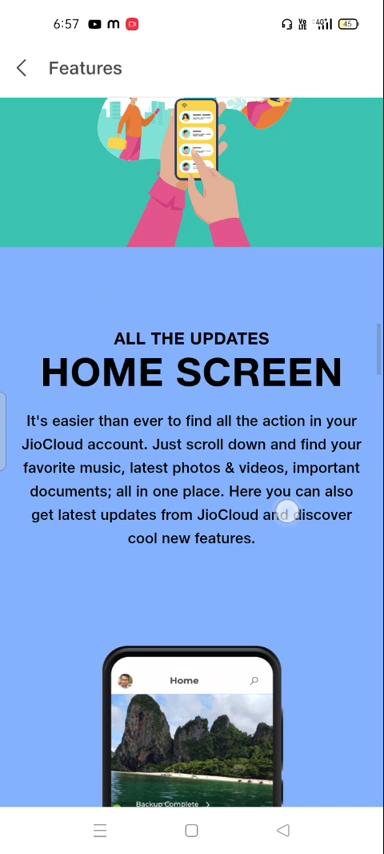 6:57
45
Features
ALL THE UPDATES
HOME SCREEN
It's easier than ever to find all the action in your
JioCloud account. Just scroll down and find your
favorite music, latest photos & videos, important
documents; all in one place. Here you can also
get latest updates from JioCloud and discover
cool new features.
Home
Backup Complete